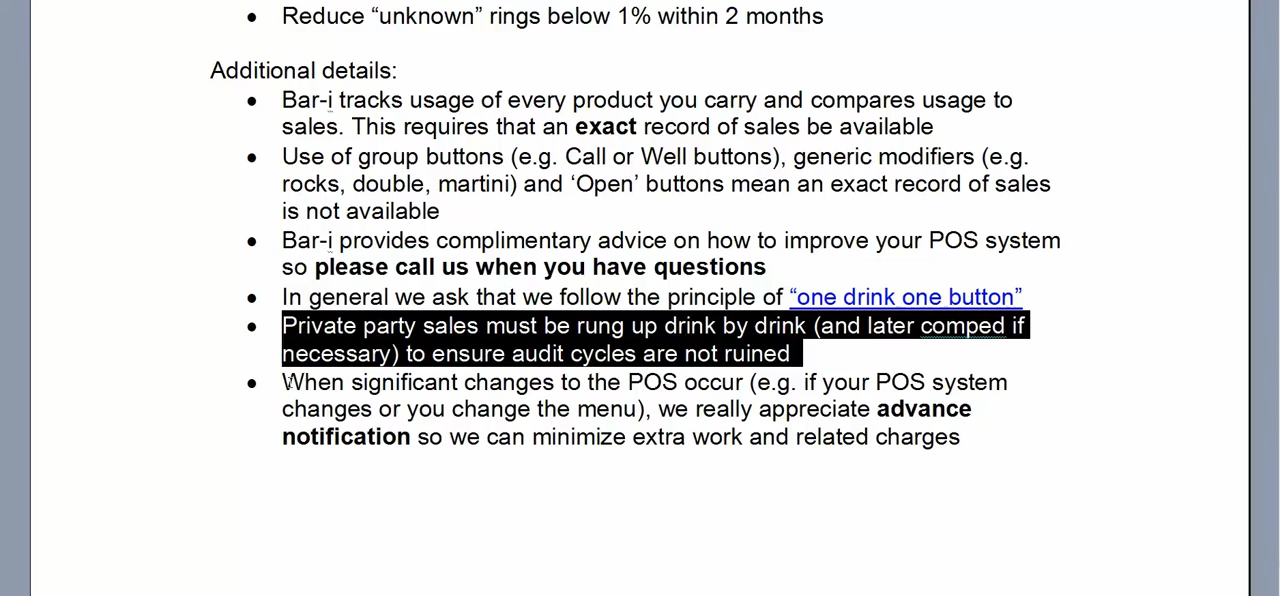 • Reduce “unknown” rings below 1% within 2 months
Additional details:
• Bar-i tracks usage of every product you carry and compares usage to
sales. This requires that an exact record of sales be available
• Use of group buttons (e.g. Call or Well buttons), generic modifiers (e.g.
rocks, double, martini) and ‘Open’ buttons mean an exact record of sales
is not available
• Bar-i provides complimentary advice on how to improve your POS system
so please call us when you have questions
• In general we ask that we follow the principle of “one drink one button”
• Private party sales must be rung up drink by drink (and later comped if
necessary) to ensure audit cycles are not ruined
• When significant changes to the POS occur (e.g. if your POS system
changes or you change the menu), we really appreciate advance
notification so we can minimize extra work and related charges